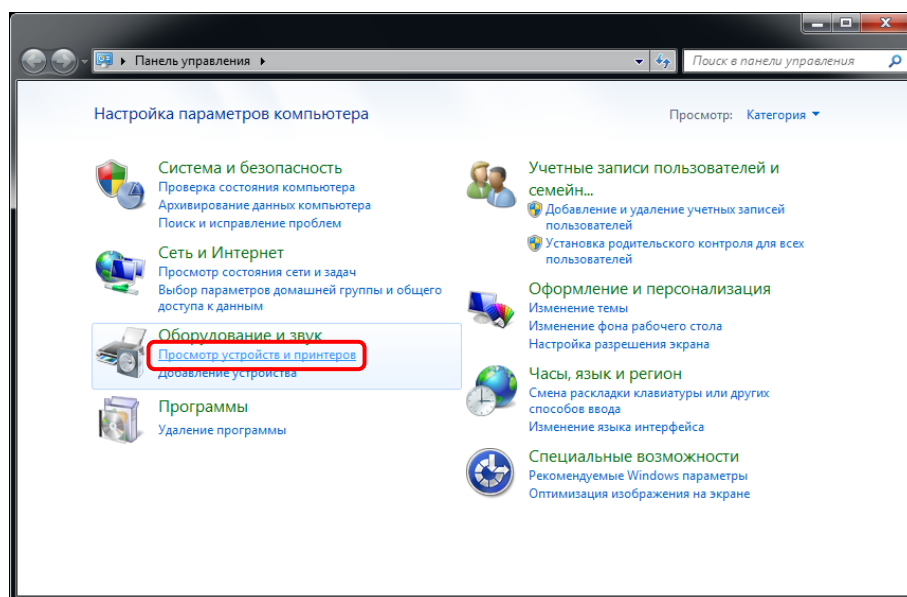 Панель управления
Поиск в панели управления
Настройка параметров компьютера
Просмотр: Категория
Система и безопасность
Проверка состояния компьютера
Архивирование данных компьютера
Поиск и исправление проблем
Сеть и Интернет
Просмотр состояния сети и задач
Выбор параметров домашней группы и общего
доступа к данным
Оборудование и звук
Просмотр устройств и принтеров
Добавление устройства
Программы
Удаление программы
Учетные записи пользователей и
семейн...
Добавление и удаление учетных записей
пользователей
Установка родительского контроля для всех
пользователей
Оформление и персонализация
Изменение темы
Изменение фона рабочего стола
Настройка разрешения экрана
Часы, язык и регион
Смена раскладки клавиатуры или других
способов ввода
Изменение языка интерфейса
Специальные возможности
Рекомендуемые Windows параметры
Оптимизация изображения на экране